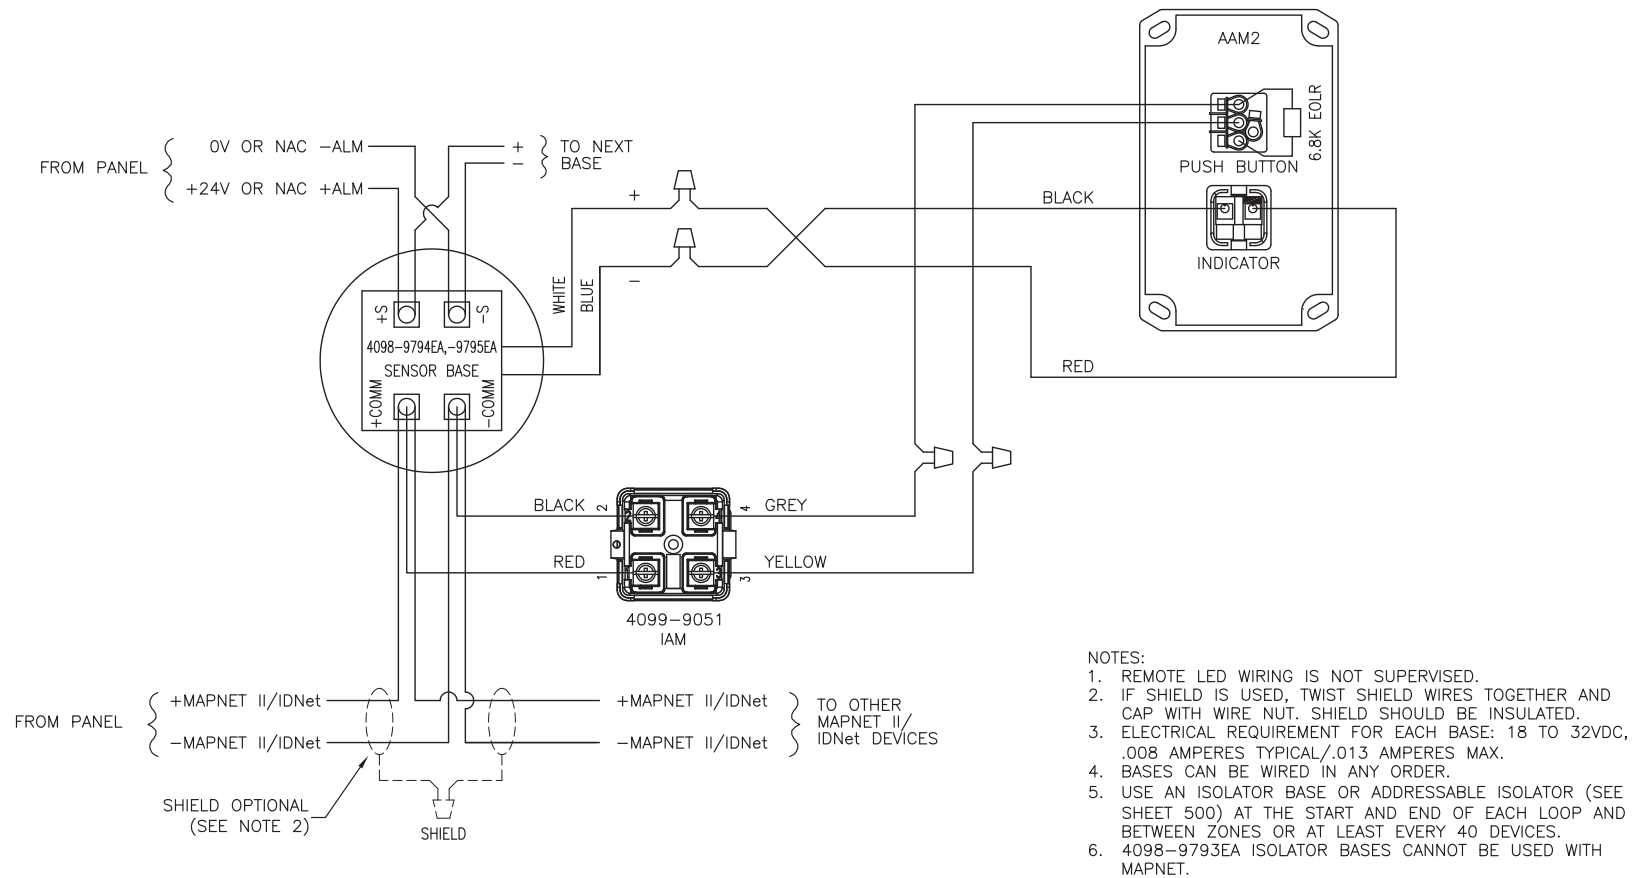 AAM2
6.8K EOLR
PUSH BUTTON
INDICATOR
FROM PANEL
0V OR NAC -ALM
+24V OR NAC +ALM
+
-
TO NEXT
BASE
+
-
WHITE
BLUE
BLACK
RED
+S
-S
4098-9794EA,-9795EA
SENSOR BASE
+COMM
-COMM
BLACK
2
4
GREY
RED
1
3
YELLOW
2
4
1
3
4099-9051
IAM
FROM PANEL
+MAPNET II/IDNet
-MAPNET II/IDNet
+MAPNET II/IDNet
-MAPNET II/IDNet
TO OTHER
MAPNET II/
IDNet DEVICES
SHIELD OPTIONAL
(SEE NOTE 2)
SHIELD
NOTES:
1. REMOTE LED WIRING IS NOT SUPERVISED.
2. IF SHIELD IS USED, TWIST SHIELD WIRES TOGETHER AND
CAP WITH WIRE NUT. SHIELD SHOULD BE INSULATED.
3. ELECTRICAL REQUIREMENT FOR EACH BASE: 18 TO 32VDC,
.008 AMPERES TYPICAL/.013 AMPERES MAX.
4. BASES CAN BE WIRED IN ANY ORDER.
5. USE AN ISOLATOR BASE OR ADDRESSABLE ISOLATOR (SEE
SHEET 500) AT THE START AND END OF EACH LOOP AND
BETWEEN ZONES OR AT LEAST EVERY 40 DEVICES.
6. 4098-9793EA ISOLATOR BASES CANNOT BE USED WITH
MAPNET.